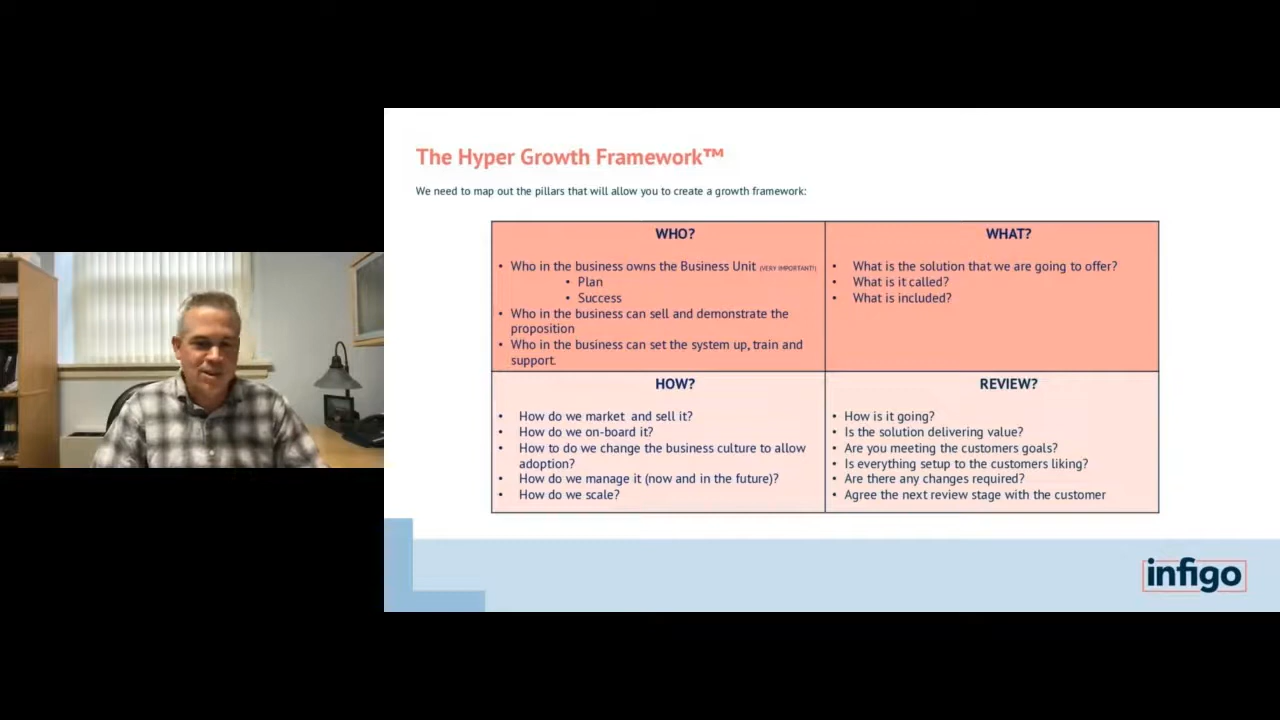 The Hyper Growth Framework™
We need to map out the pillars that will allow you to create a growth framework:
WHO?
• Who in the business owns the Business Unit (VERY IMPORTANT!)
• Plan
• Success
• Who in the business can sell and demonstrate the
proposition
• Who in the business can set the system up, train and
support.
WHAT?
• What is the solution that we are going to offer?
• What is it called?
• What is included?
HOW?
• How do we market and sell it?
• How do we on-board it?
• How to do we change the business culture to allow
adoption?
• How do we manage it (now and in the future)?
• How do we scale?
REVIEW?
• How is it going?
• Is the solution delivering value?
• Are you meeting the customers goals?
• Is everything setup to the customers liking?
• Are there any changes required?
• Agree the next review stage with the customer
infigo